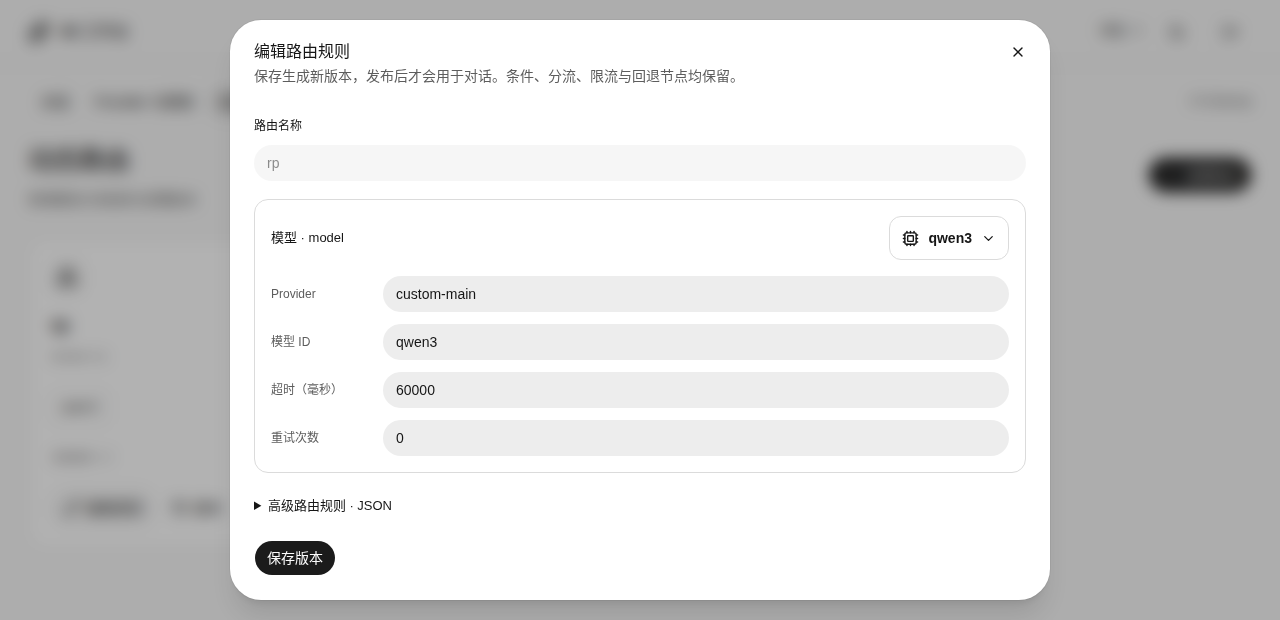 编辑路由规则
保存生成新版本，发布后才会用于对话。条件、分流、限流与回退节点均保留。
路由名称
rp
模型 · model
qwen3
Provider
custom-main
模型 ID
qwen3
超时（毫秒）
60000
重试次数
0
高级路由规则 · JSON
保存版本